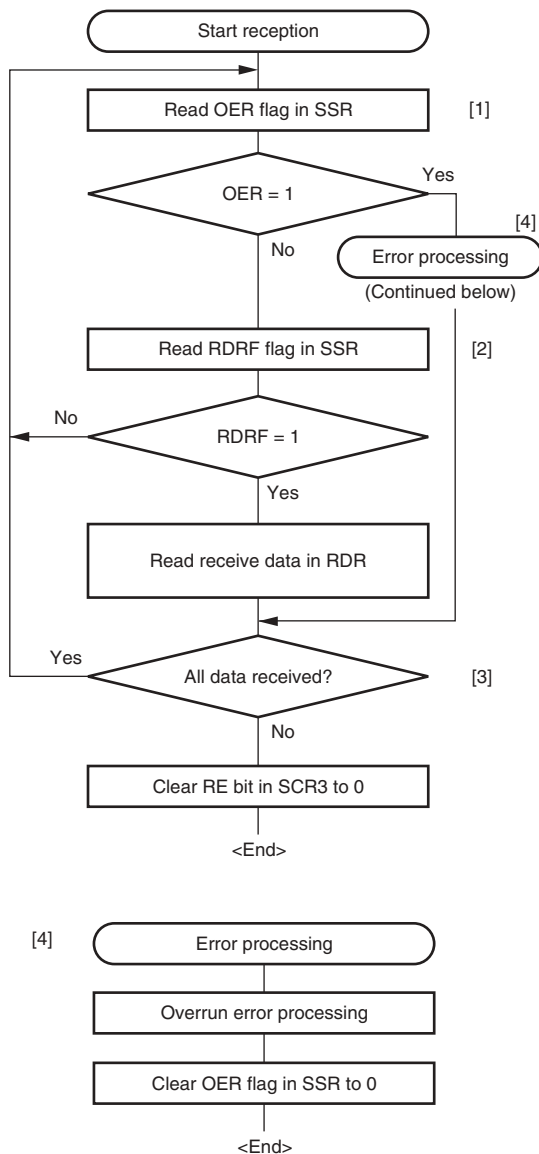 Start reception
Read OER flag in SSR [1]
Yes
OER = 1
[4]
No
Error processing
(Continued below)
Read RDRF flag in SSR [2]
No
RDRF = 1
Yes
Read receive data in RDR
Yes
All data received? [3]
No
Clear RE bit in SCR3 to 0
<End>
[4] Error processing
Overrun error processing
Clear OER flag in SSR to 0
<End>